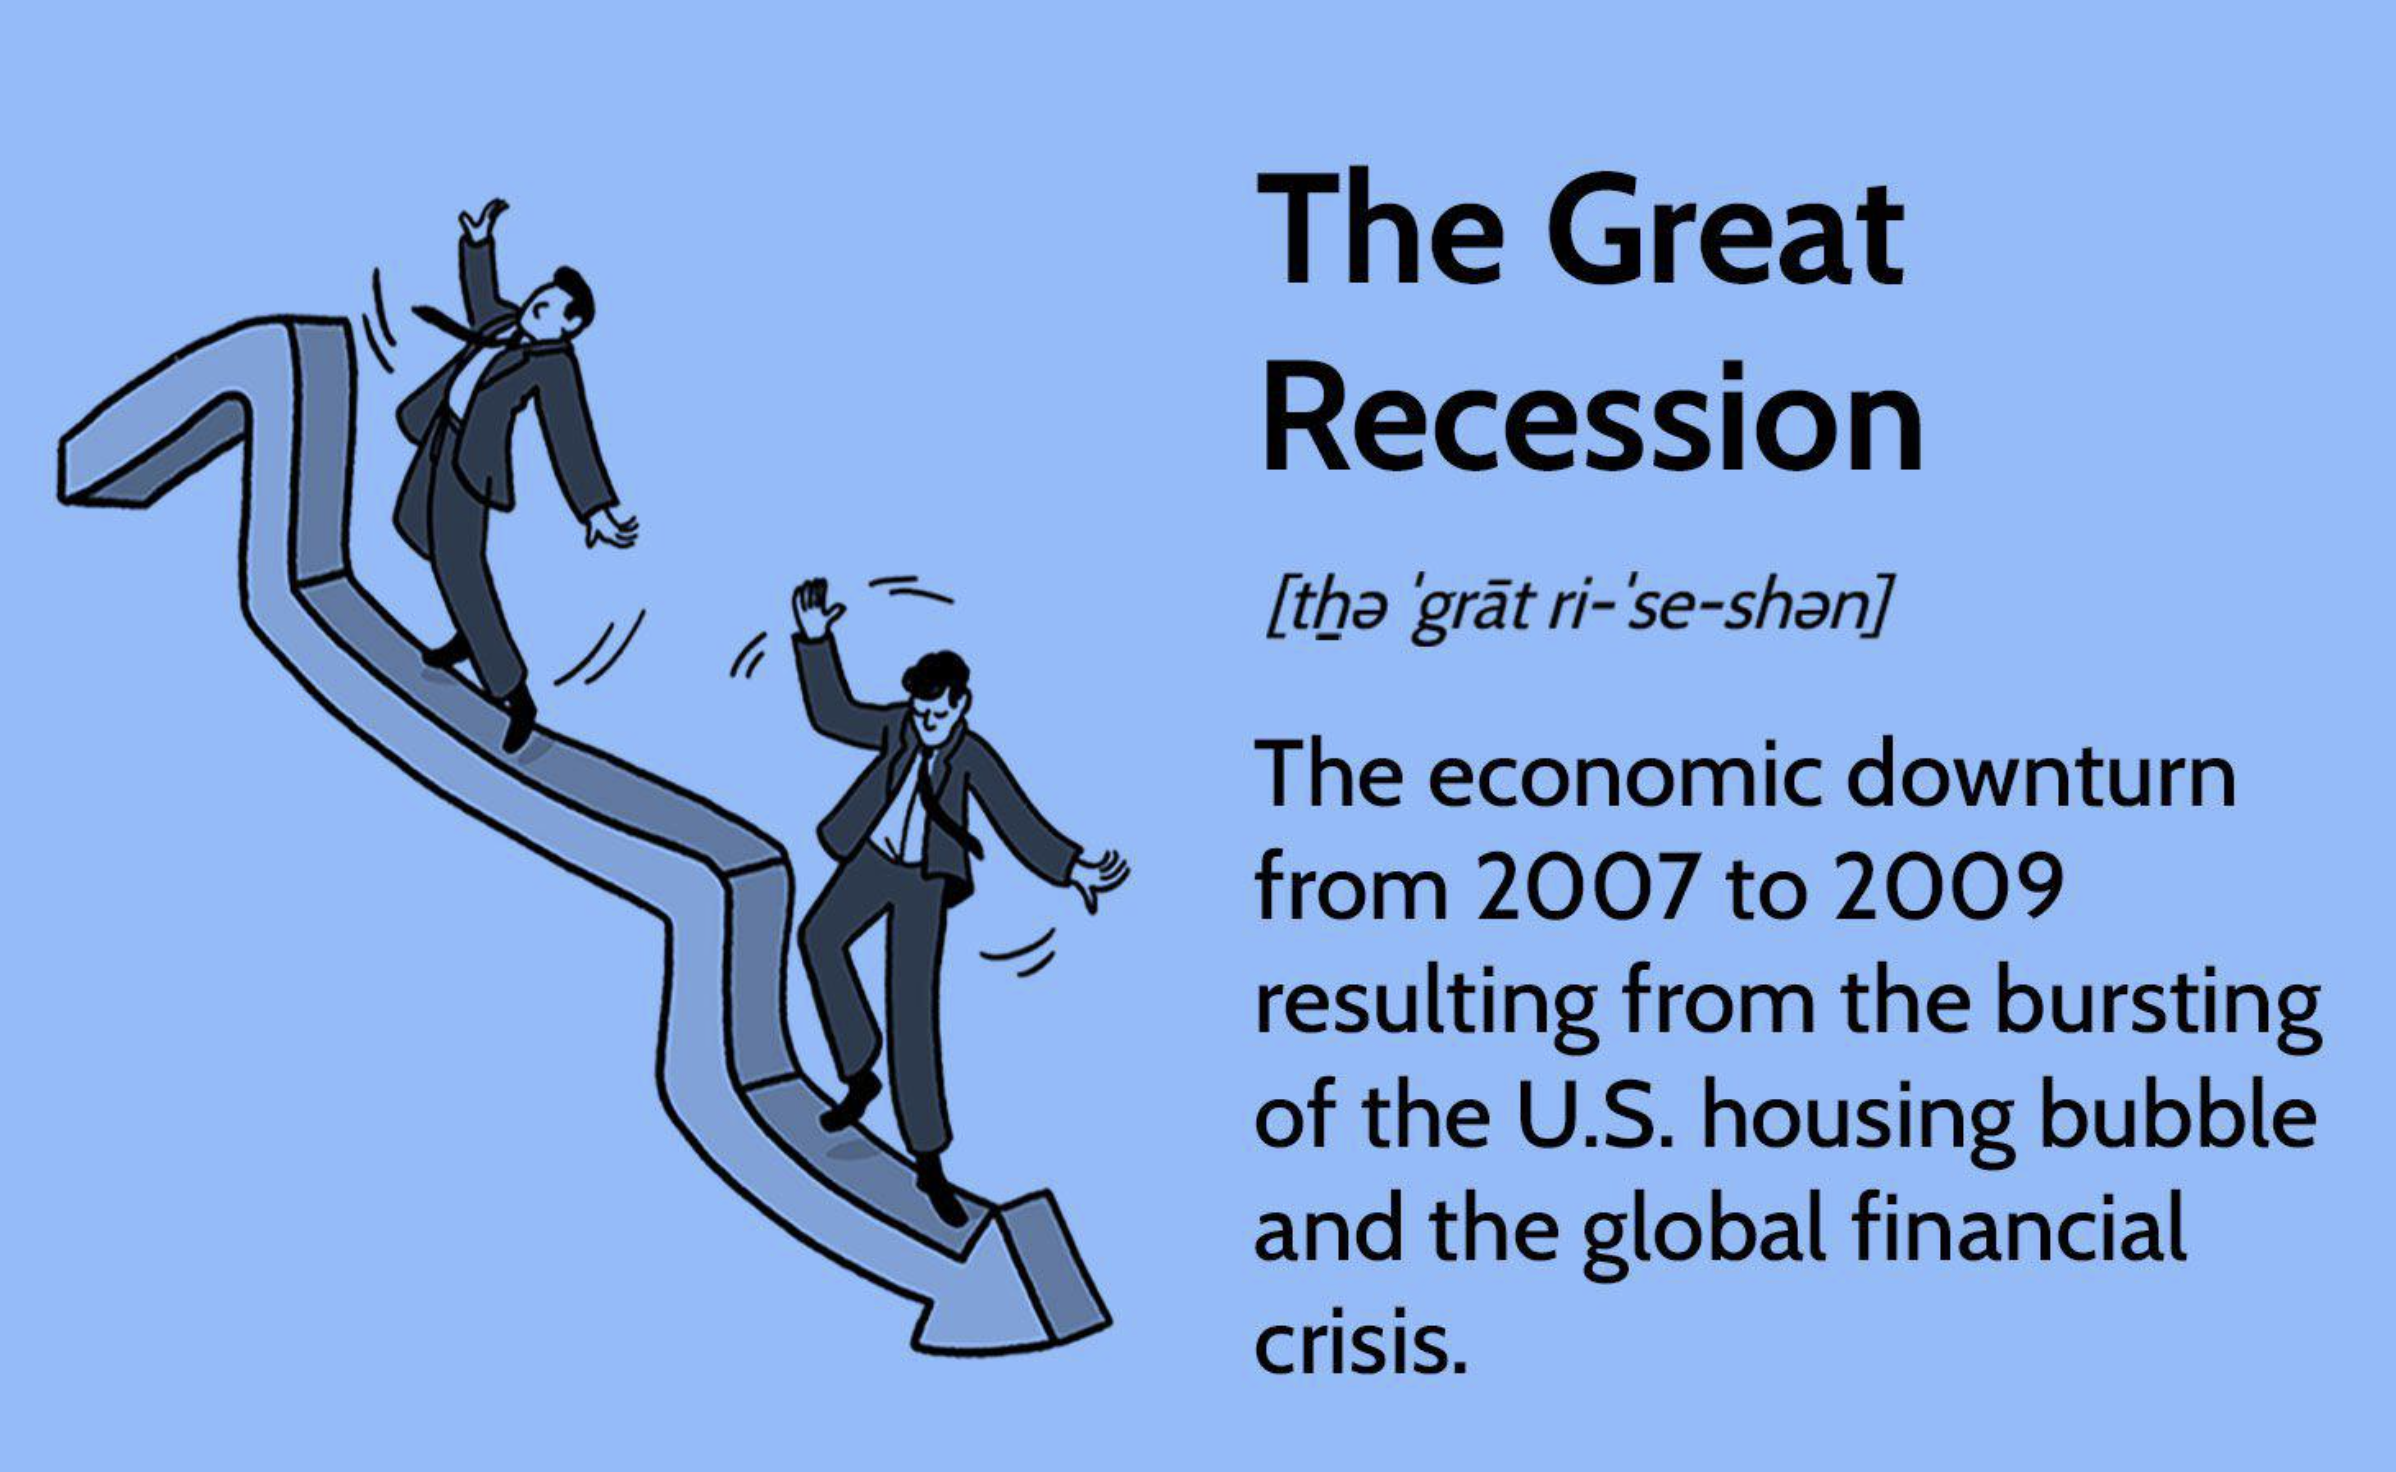 The Great
Recession
[t͟hə ˈgrāt ri-ˈse-shən]
The economic downturn
from 2007 to 2009
resulting from the bursting
of the U.S. housing bubble
and the global financial
crisis.